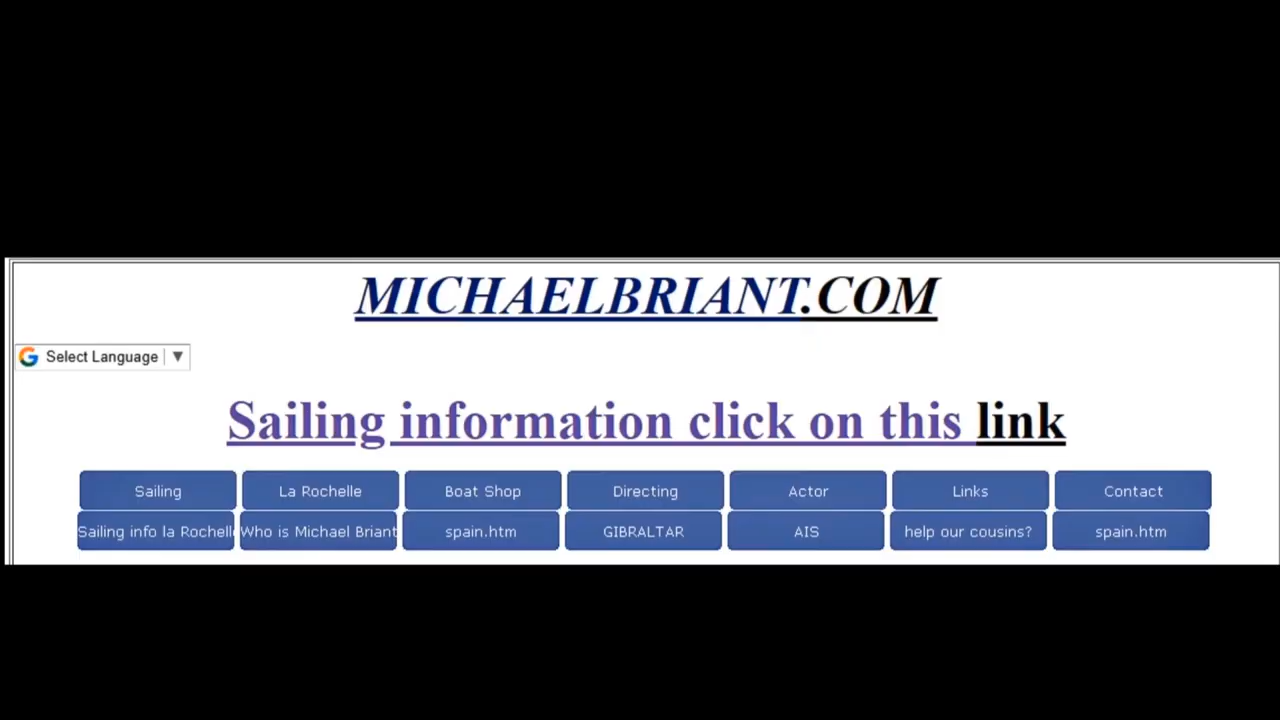 MICHAELBRIANT.COM
Select Language ▼
Sailing information click on this link
Sailing La Rochelle Boat Shop Directing Actor Links Contact
Sailing info la Rochell Who is Michael Briant spain.htm GIBRALTAR AIS help our cousins? spain.htm